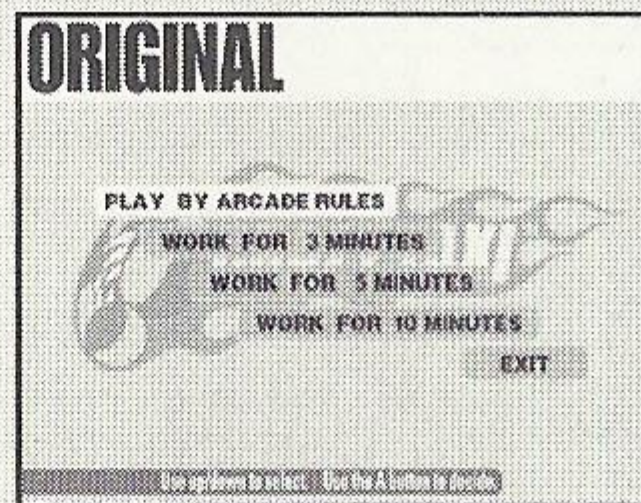 ORIGINAL
PLAY BY ARCADE RULES
WORK FOR 3 MINUTES
WORK FOR 5 MINUTES
WORK FOR 10 MINUTES
EXIT
Use up/down to select. Use the A button to decide.